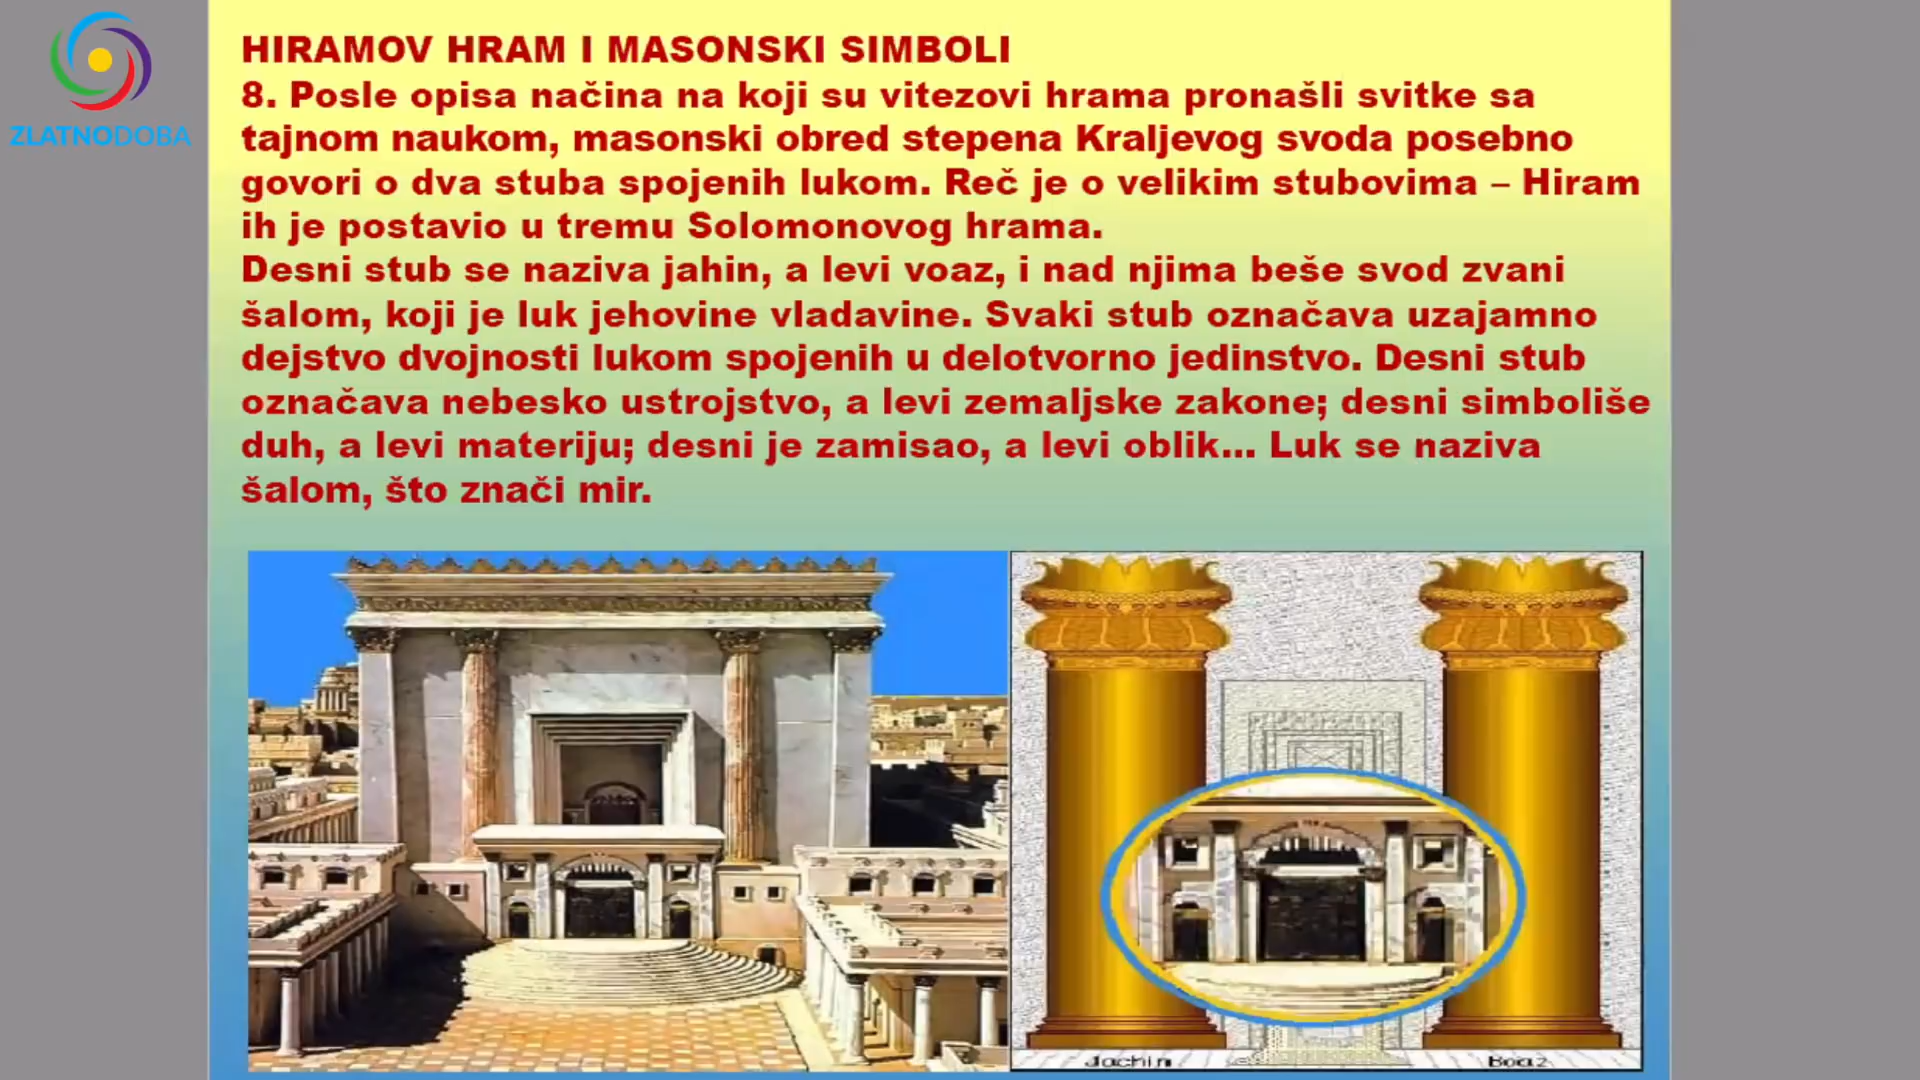 ZLATNODOBA
HIRAMOV HRAM I MASONSKI SIMBOLI
8. Posle opisa načina na koji su vitezovi hrama pronašli svitke sa
tajnom naukom, masonski obred stepena Kraljevog svoda posebno
govori o dva stuba spojenih lukom. Reč je o velikim stubovima – Hiram
ih je postavio u tremu Solomonovog hrama.
Desni stub se naziva jahin, a levi voaz, i nad njima beše svod zvani
šalom, koji je luk jehovine vladavine. Svaki stub označava uzajamno
dejstvo dvojnosti lukom spojenih u delotvorno jedinstvo. Desni stub
označava nebesko ustrojstvo, a levi zemaljske zakone; desni simboliše
duh, a levi materiju; desni je zamisao, a levi oblik... Luk se naziva
šalom, što znači mir.
Jachin
Boaz